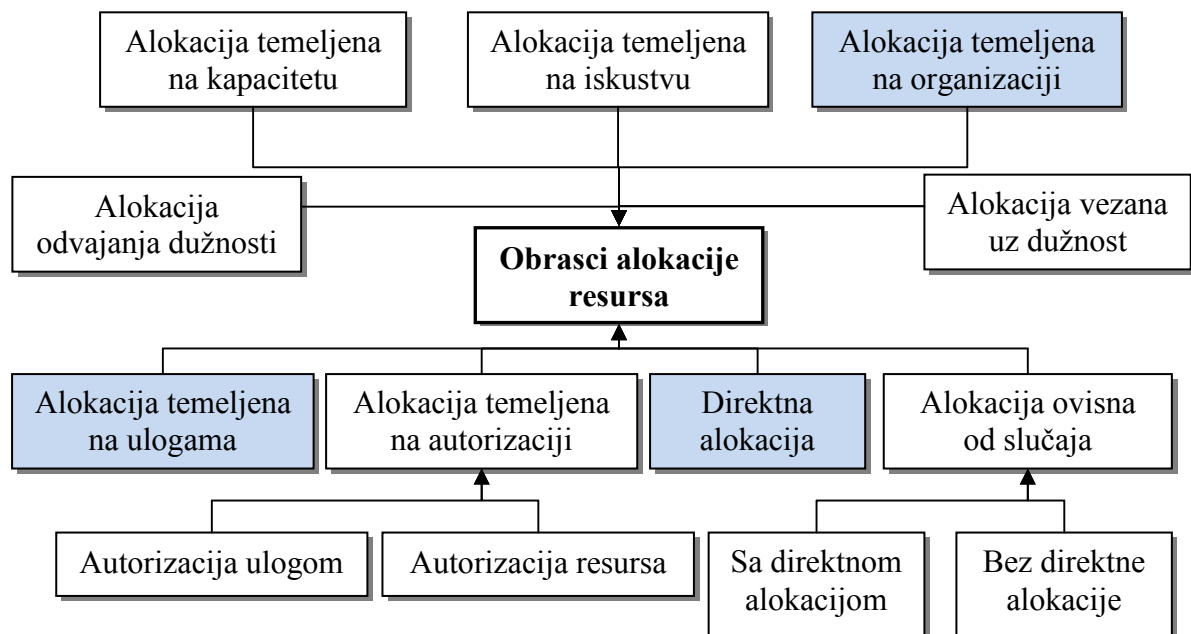 Alokacija temeljena
na kapacitetu
Alokacija temeljena
na iskustvu
Alokacija temeljena
na organizaciji
Alokacija
odvajanja dužnosti
Alokacija vezana
uz dužnost
Obrasci alokacije
resursa
Alokacija temeljena
na ulogama
Alokacija temeljena
na autorizaciji
Direktna
alokacija
Alokacija ovisna
od slučaja
Autorizacija ulogom
Autorizacija resursa
Sa direktnom
alokacijom
Bez direktne
alokacije